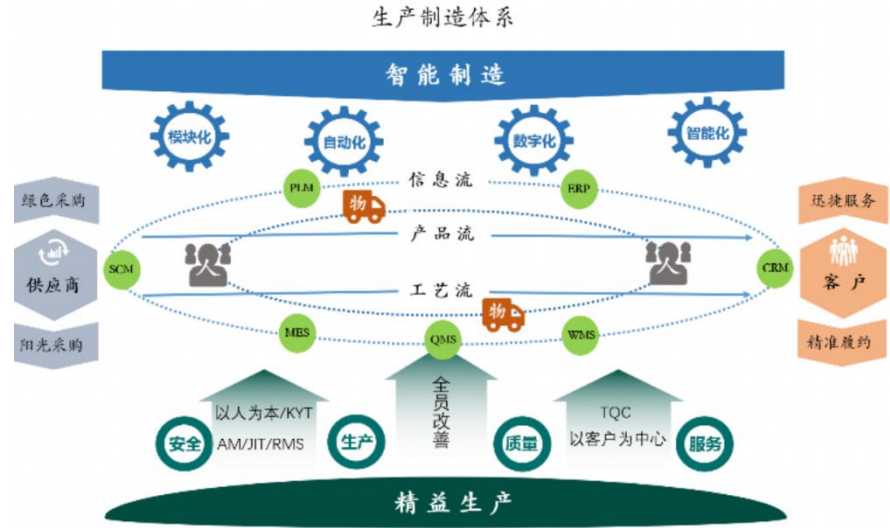 生产制造体系
智能制造
模块化
自动化
数字化
智能化
PLM
信息流
ERP
物
绿色采购
迅捷服务
产品流
SCM
供应商
CRM
客户
工艺流
物
MES
QMS
WMS
阳光采购
精准履约
以人为本/KYT
AM/JIT/RMS
全员改善
TQC
以客户为中心
安全
生产
质量
服务
精益生产